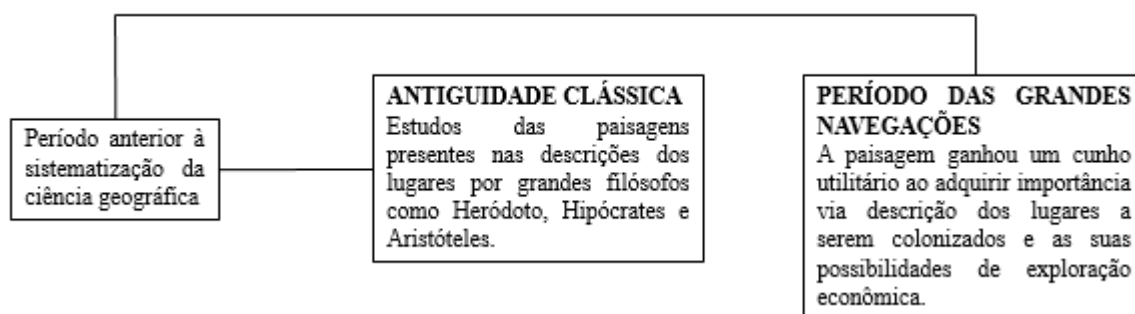 Período anterior à
sistematização da
ciência geográfica
ANTIGUIDADE CLÁSSICA
Estudos das paisagens
presentes nas descrições dos
lugares por grandes filósofos
como Heródoto, Hipócrates e
Aristóteles.
PERÍODO DAS GRANDES
NAVEGAÇÕES
A paisagem ganhou um cunho
utilitário ao adquirir importância
via descrição dos lugares a
serem colonizados e as suas
possibilidades de exploração
econômica.